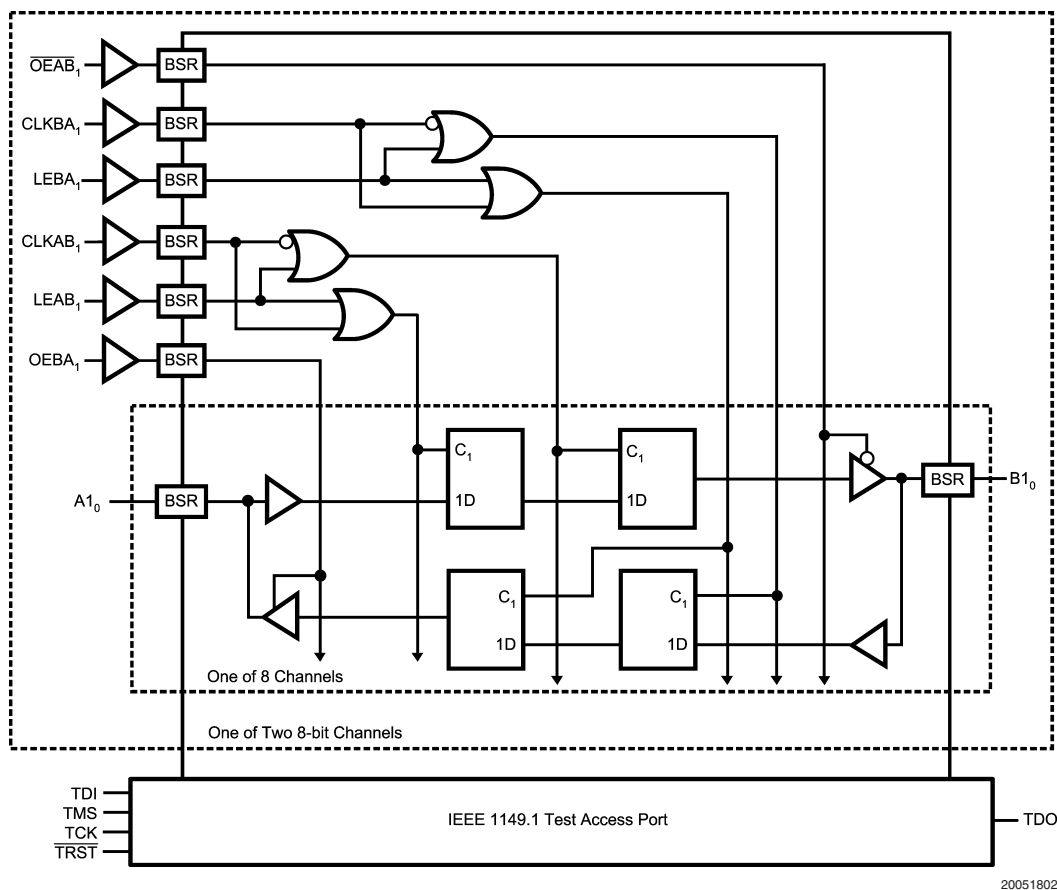 OEAB1
BSR
CLKBA1
BSR
LEBA1
BSR
CLKAB1
BSR
LEAB1
BSR
OEBA1
BSR
C1
1D
C1
1D
A10
BSR
BSR
B10
C1
1D
C1
1D
One of 8 Channels
One of Two 8-bit Channels
TDI
TMS
TCK
TRST
IEEE 1149.1 Test Access Port
TDO
20051802